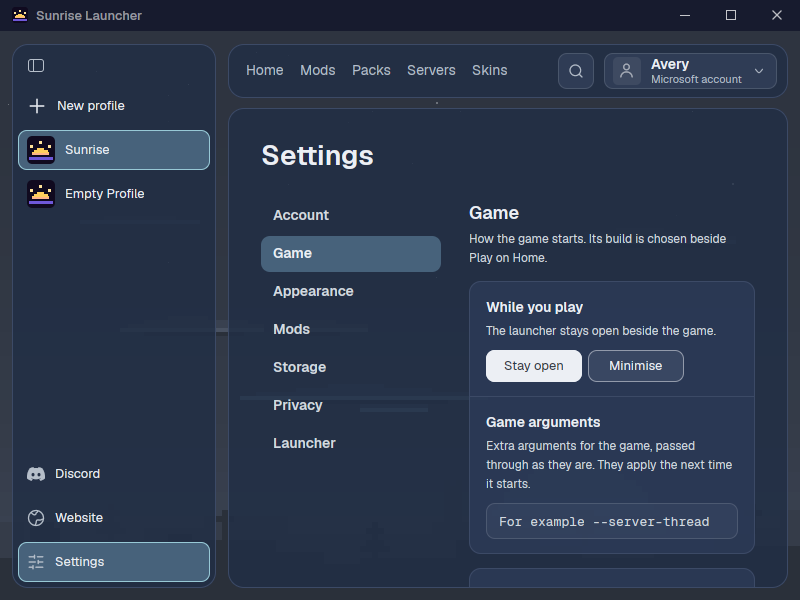 Sunrise Launcher
New profile
Sunrise
Empty Profile
Discord
Website
Settings
Home
Mods
Packs
Servers
Skins
Avery
Microsoft account
Settings
Account
Game
Appearance
Mods
Storage
Privacy
Launcher
Game
How the game starts. Its build is chosen beside
Play on Home.
While you play
The launcher stays open beside the game.
Stay open
Minimise
Game arguments
Extra arguments for the game, passed
through as they are. They apply the next time
it starts.
For example --server-thread